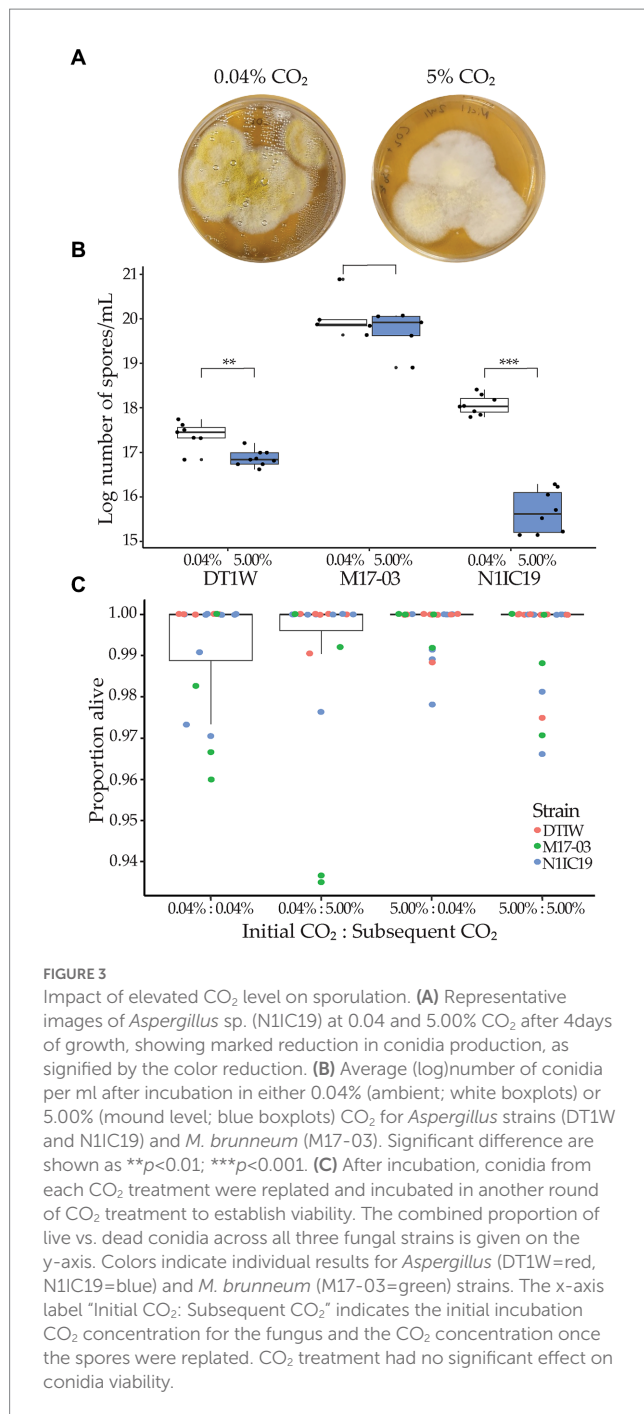 A
0.04% CO₂ 5% CO₂
B
Log number of spores/mL
21
20
19
18
17
16
15
**
***
0.04% 5.00% 0.04% 5.00% 0.04% 5.00%
DT1W M17-03 N1IC19
C
Proportion alive
1.00
0.99
0.98
0.97
0.96
0.95
0.94
Strain
DT1W
M17-03
N1IC19
0.04% : 0.04% 0.04% : 5.00% 5.00% : 0.04% 5.00% : 5.00%
Initial CO₂ : Subsequent CO₂
FIGURE 3
Impact of elevated CO₂ level on sporulation. (A) Representative
images of Aspergillus sp. (N1IC19) at 0.04 and 5.00% CO₂ after 4days
of growth, showing marked reduction in conidia production, as
signified by the color reduction. (B) Average (log)number of conidia
per ml after incubation in either 0.04% (ambient; white boxplots) or
5.00% (mound level; blue boxplots) CO₂ for Aspergillus strains (DT1W
and N1IC19) and M. brunneum (M17-03). Significant difference are
shown as **p<0.01; ***p<0.001. (C) After incubation, conidia from
each CO₂ treatment were replated and incubated in another round
of CO₂ treatment to establish viability. The combined proportion of
live vs. dead conidia across all three fungal strains is given on the
y-axis. Colors indicate individual results for Aspergillus (DT1W=red,
N1IC19=blue) and M. brunneum (M17-03=green) strains. The x-axis
label "Initial CO₂: Subsequent CO₂" indicates the initial incubation
CO₂ concentration for the fungus and the CO₂ concentration once
the spores were replated. CO₂ treatment had no significant effect on
conidia viability.